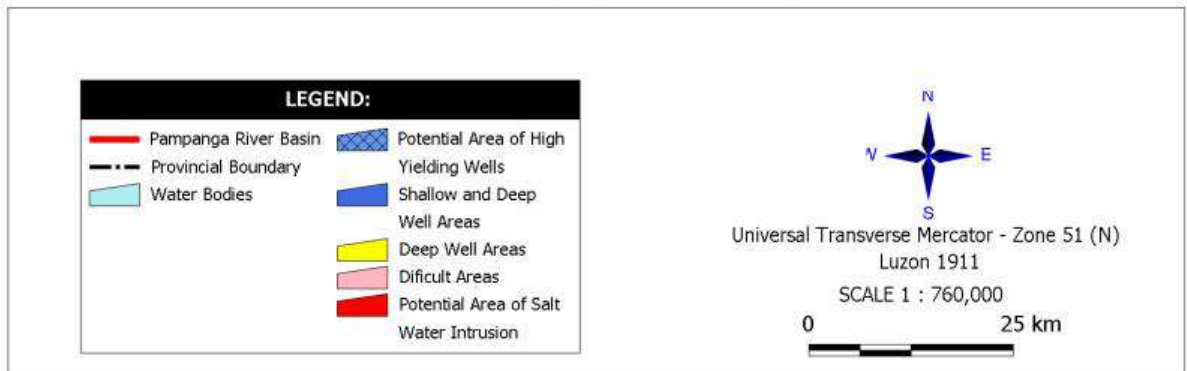 LEGEND:
Pampanga River Basin
Provincial Boundary
Water Bodies
Potential Area of High
Yielding Wells
Shallow and Deep
Well Areas
Deep Well Areas
Dificult Areas
Potential Area of Salt
Water Intrusion
N
W E
S
Universal Transverse Mercator - Zone 51 (N)
Luzon 1911
SCALE 1 : 760,000
0 25 km